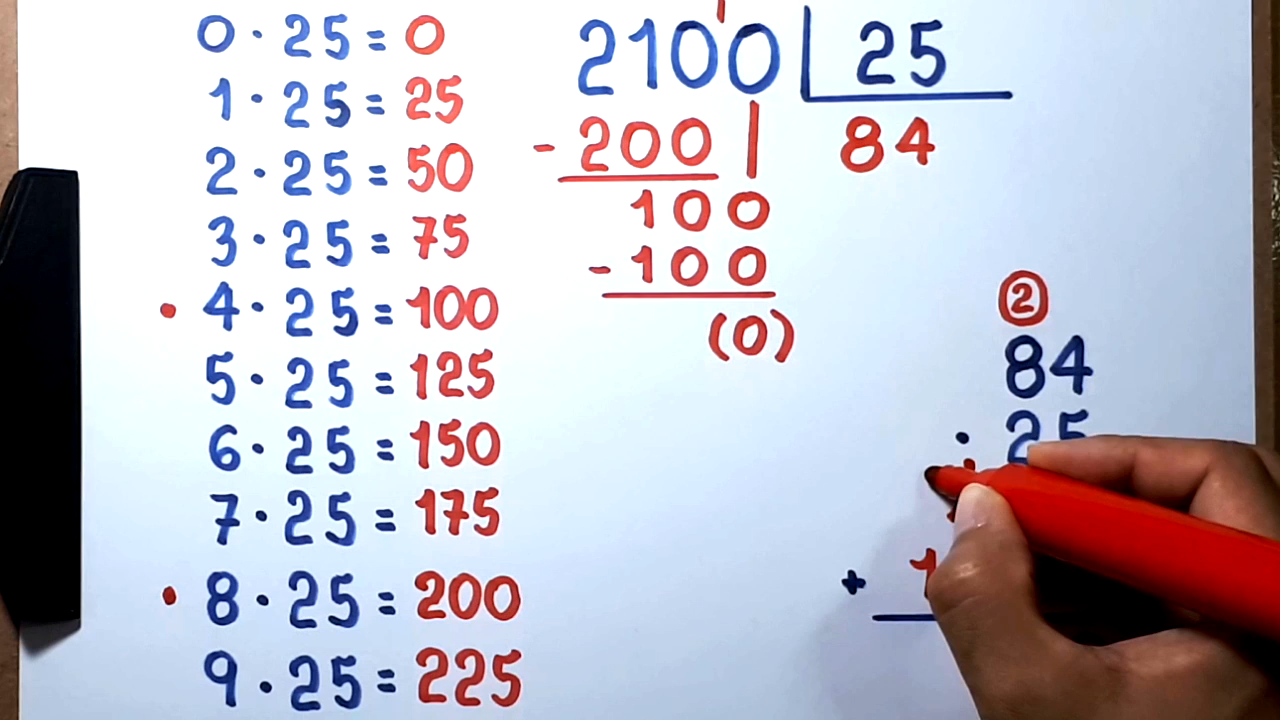 0 · 25 = 0
1 · 25 = 25
2 · 25 = 50
3 · 25 = 75
• 4 · 25 = 100
5 · 25 = 125
6 · 25 = 150
7 · 25 = 175
• 8 · 25 = 200
9 · 25 = 225
2100 | 25
- 200 | 84
100
- 100
(0)
2
84
· 25
+ 1